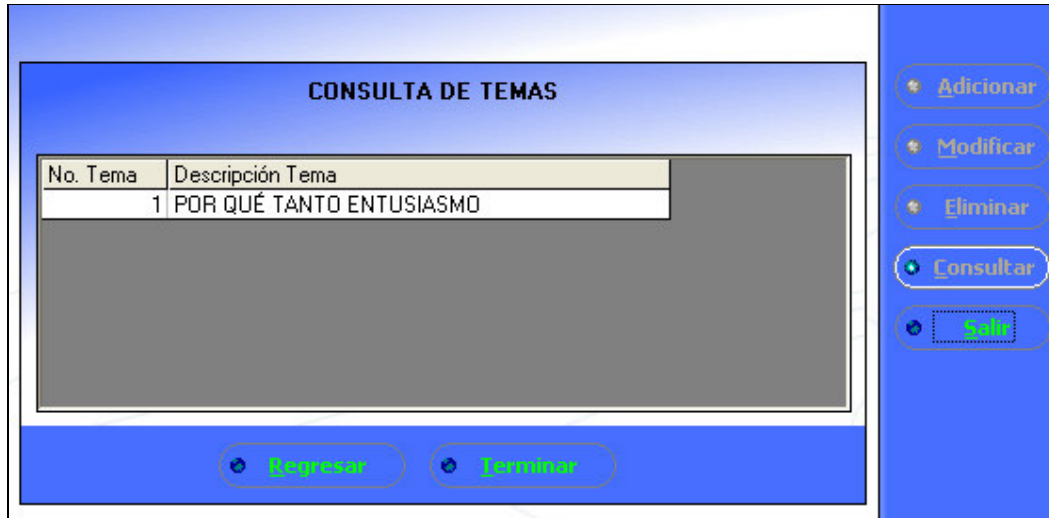 CONSULTA DE TEMAS
No. Tema Descripción Tema
1 POR QUÉ TANTO ENTUSIASMO
Regresar Terminar
Adicionar
Modificar
Eliminar
Consultar
Salir